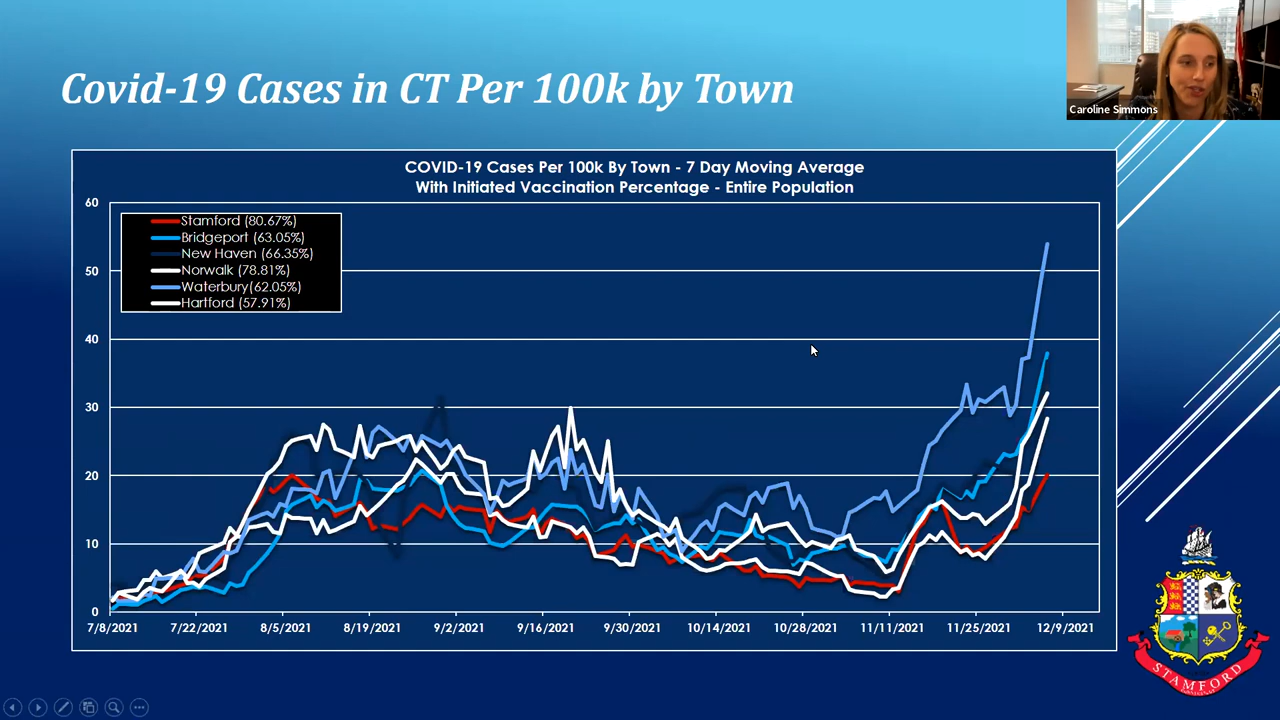 Covid-19 Cases in CT Per 100k by Town
Caroline Simmons
COVID-19 Cases Per 100k By Town - 7 Day Moving Average
With Initiated Vaccination Percentage - Entire Population
60
50
40
30
20
10
0
Stamford (80.67%)
Bridgeport (63.05%)
New Haven (66.35%)
Norwalk (78.81%)
Waterbury(62.05%)
Hartford (57.91%)
7/8/2021 7/22/2021 8/5/2021 8/19/2021 9/2/2021 9/16/2021 9/30/2021 10/14/2021 10/28/2021 11/11/2021 11/25/2021 12/9/2021
STAMFORD